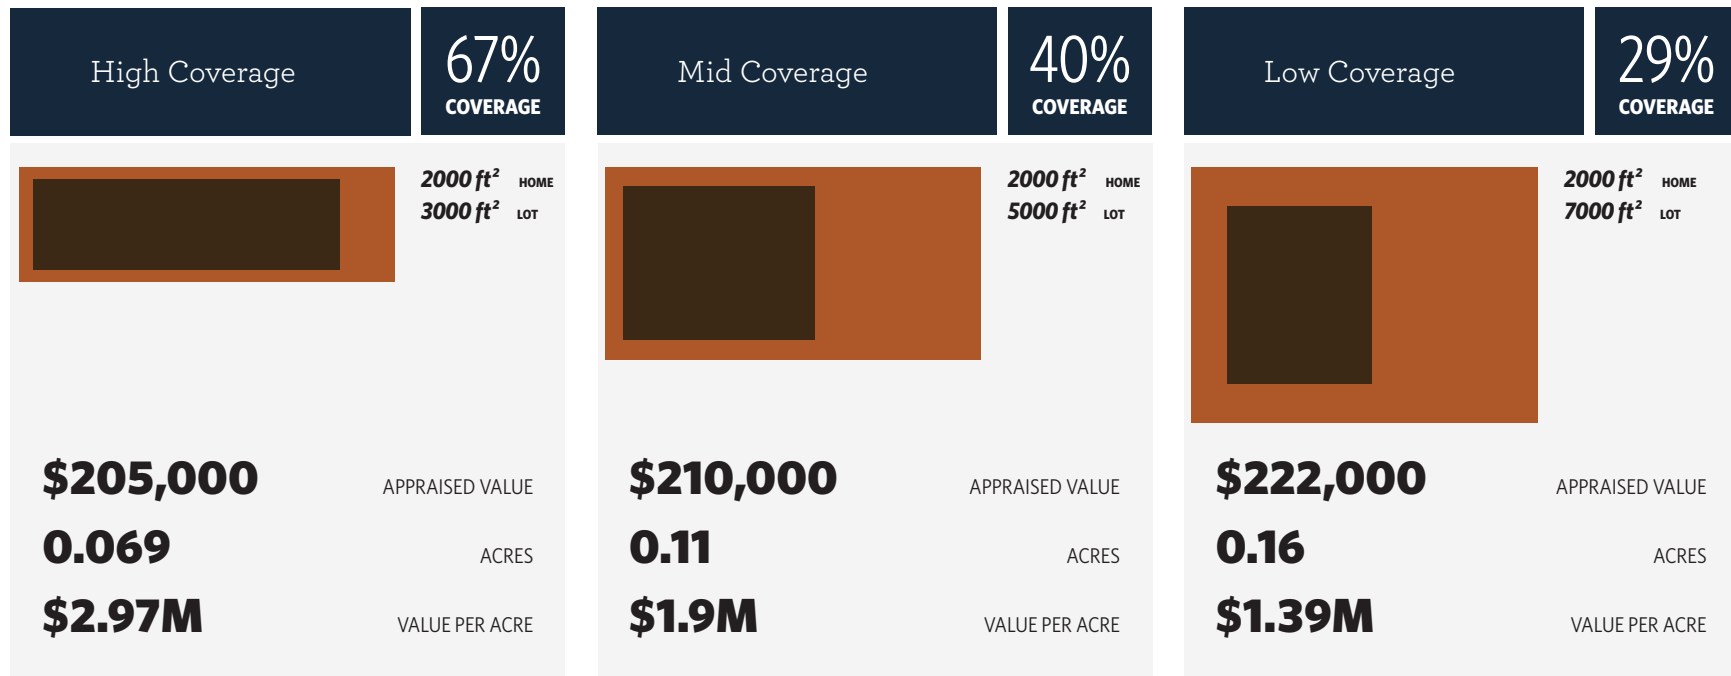 High Coverage
67%
COVERAGE
2000 ft² HOME
3000 ft² LOT
$205,000 APPRAISED VALUE
0.069 ACRES
$2.97M VALUE PER ACRE
Mid Coverage
40%
COVERAGE
2000 ft² HOME
5000 ft² LOT
$210,000 APPRAISED VALUE
0.11 ACRES
$1.9M VALUE PER ACRE
Low Coverage
29%
COVERAGE
2000 ft² HOME
7000 ft² LOT
$222,000 APPRAISED VALUE
0.16 ACRES
$1.39M VALUE PER ACRE